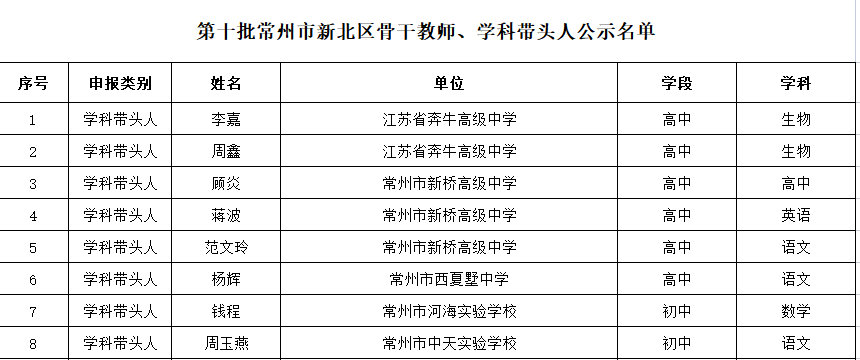 第十批常州市新北区骨干教师、学科带头人公示名单
序号 申报类别 姓名 单位 学段 学科
1 学科带头人 李嘉 江苏省奔牛高级中学 高中 生物
2 学科带头人 周鑫 江苏省奔牛高级中学 高中 生物
3 学科带头人 顾焱 常州市新桥高级中学 高中 高中
4 学科带头人 蒋波 常州市新桥高级中学 高中 英语
5 学科带头人 范文玲 常州市新桥高级中学 高中 语文
6 学科带头人 杨辉 常州市西夏墅中学 高中 语文
7 学科带头人 钱程 常州市河海实验学校 初中 数学
8 学科带头人 周玉燕 常州市中天实验学校 初中 语文